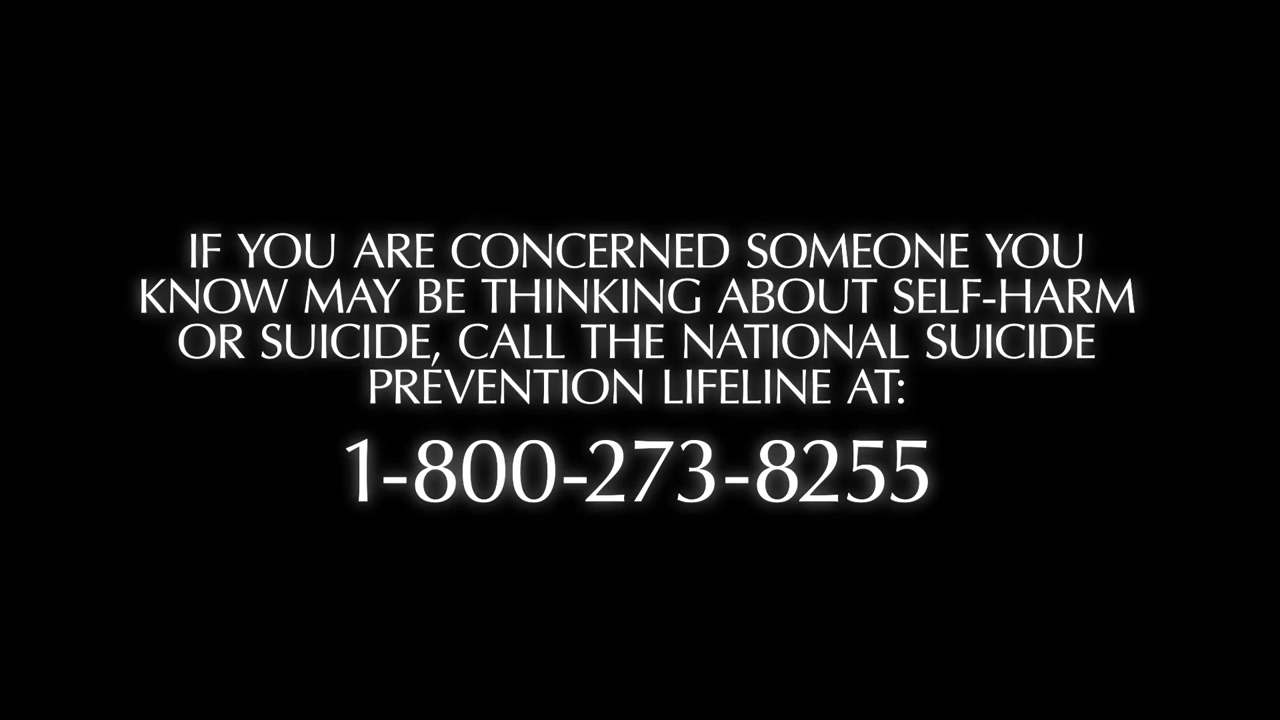 IF YOU ARE CONCERNED SOMEONE YOU
KNOW MAY BE THINKING ABOUT SELF-HARM
OR SUICIDE, CALL THE NATIONAL SUICIDE
PREVENTION LIFELINE AT:
1-800-273-8255